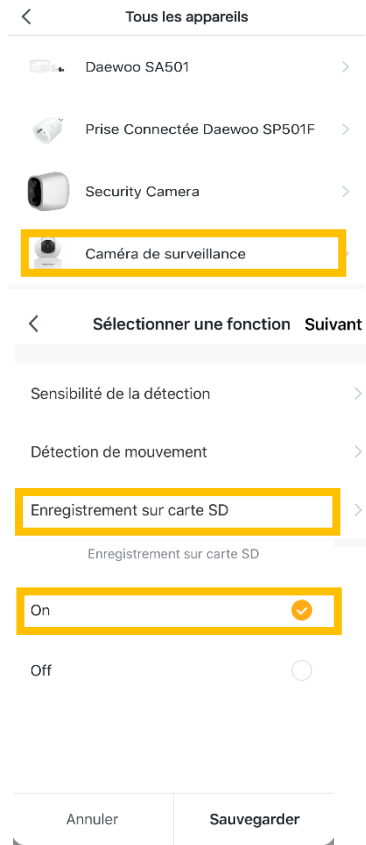 Tous les appareils
Daewoo SA501
Prise Connectée Daewoo SP501F
Security Camera
Caméra de surveillance
Sélectionner une fonction Suivant
Sensibilité de la détection
Détection de mouvement
Enregistrement sur carte SD
Enregistrement sur carte SD
On
Off
Annuler Sauvegarder